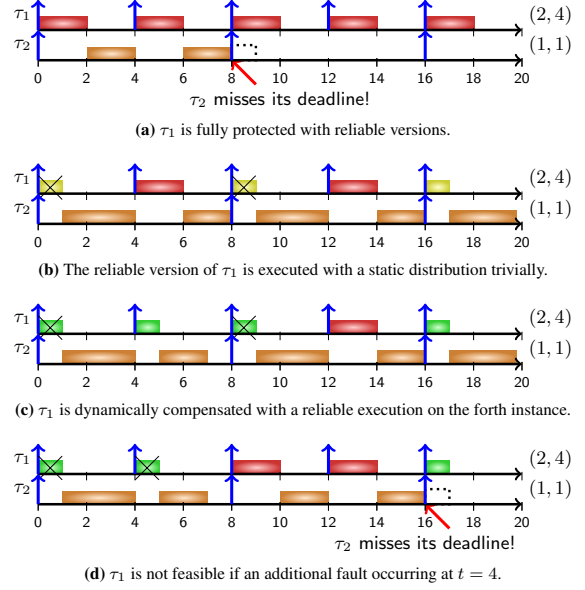 τ1 (2, 4)
τ2 (1, 1)
0 2 4 6 8 10 12 14 16 18 20
τ2 misses its deadline!
(a) τ1 is fully protected with reliable versions.
τ1 (2, 4)
τ2 (1, 1)
0 2 4 6 8 10 12 14 16 18 20
(b) The reliable version of τ1 is executed with a static distribution trivially.
τ1 (2, 4)
τ2 (1, 1)
0 2 4 6 8 10 12 14 16 18 20
(c) τ1 is dynamically compensated with a reliable execution on the forth instance.
τ1 (2, 4)
τ2 (1, 1)
0 2 4 6 8 10 12 14 16 18 20
τ2 misses its deadline!
(d) τ1 is not feasible if an additional fault occurring at t = 4.